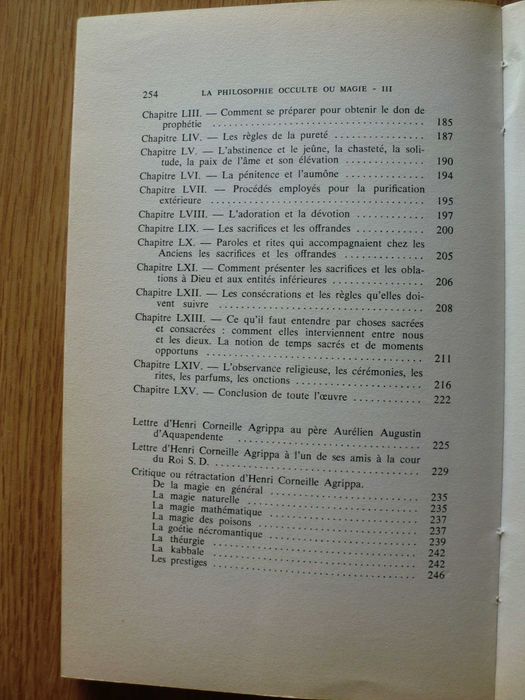 254 LA PHILOSOPHIE OCCULTE OU MAGIE - III
Chapitre LIII. — Comment se préparer pour obtenir le don de
prophétie ........ 185
Chapitre LIV. — Les règles de la pureté ........ 187
Chapitre LV. — L'abstinence et le jeûne, la chasteté, la soli-
tude, la paix de l'âme et son élévation ........ 190
Chapitre LVI. — La pénitence et l'aumône ........ 194
Chapitre LVII. — Procédés employés pour la purification
extérieure ........ 195
Chapitre LVIII. — L'adoration et la dévotion ........ 197
Chapitre LIX. — Les sacrifices et les offrandes ........ 200
Chapitre LX. — Paroles et rites qui accompagnaient chez les
Anciens les sacrifices et les offrandes ........ 205
Chapitre LXI. — Comment présenter les sacrifices et les obla-
tions à Dieu et aux entités inférieures ........ 206
Chapitre LXII. — Les consécrations et les règles qu'elles doi-
vent suivre ........ 208
Chapitre LXIII. — Ce qu'il faut entendre par choses sacrées
et consacrées : comment elles interviennent entre nous
et les dieux. La notion de temps sacrés et de moments
opportuns ........ 211
Chapitre LXIV. — L'observance religieuse, les cérémonies, les
rites, les parfums, les onctions ........ 216
Chapitre LXV. — Conclusion de toute l'œuvre ........ 222
Lettre d'Henri Corneille Agrippa au père Aurélien Augustin
d'Aquapendente ........ 225
Lettre d'Henri Corneille Agrippa à l'un de ses amis à la cour
du Roi S. D. ........ 229
Critique ou rétractation d'Henri Corneille Agrippa.
De la magie en général ........ 235
La magie naturelle ........ 235
La magie mathématique ........ 237
La magie des poisons ........ 237
La goétie nécromantique ........ 239
La théurgie ........ 242
La kabbale ........ 242
Les prestiges ........ 246